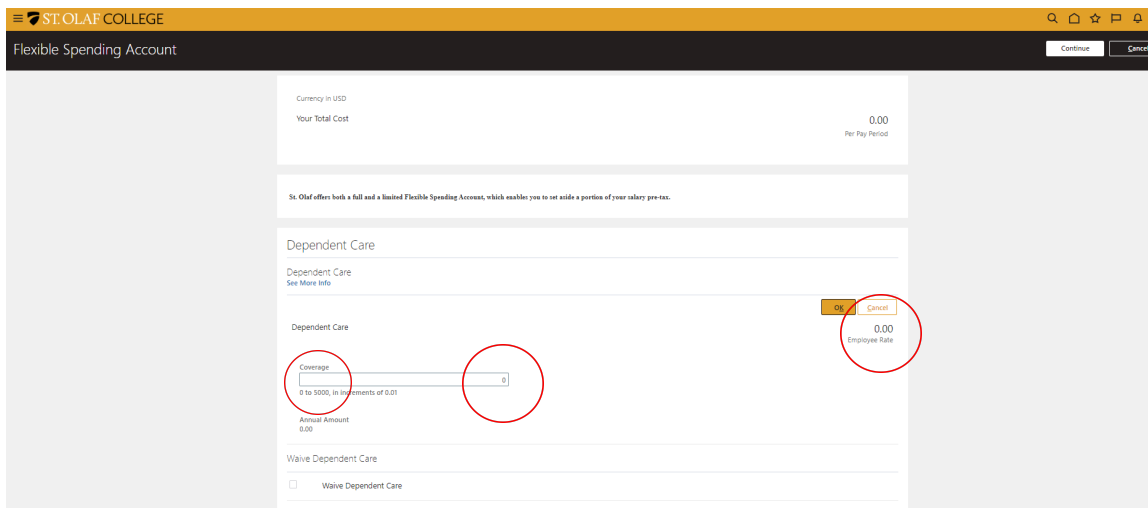 ST. OLAF COLLEGE
Flexible Spending Account
Continue
Cancel
Currency in USD
Your Total Cost
0.00
Per Pay Period
St. Olaf offers both a full and a limited Flexible Spending Account, which enables you to set aside a portion of your salary pre-tax.
Dependent Care
Dependent Care
See More Info
OK
Cancel
Dependent Care
0.00
Employee Rate
Coverage
0
0 to 5000, in increments of 0.01
Annual Amount
0.00
Waive Dependent Care
Waive Dependent Care